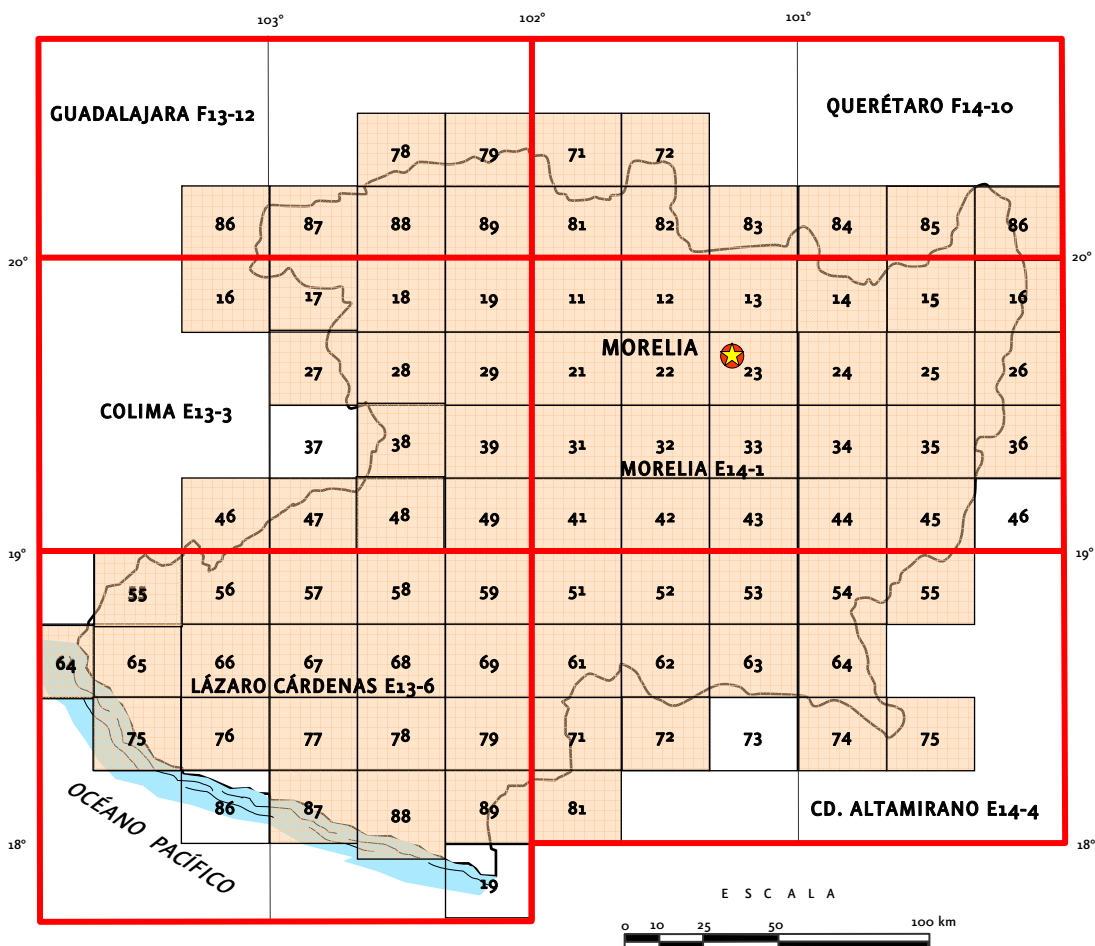 103° 102° 101°
GUADALAJARA F13-12
QUERÉTARO F14-10
78 79 71 72
86 87 88 89 81 82 83 84 85 86
20° 20°
16 17 18 19 11 12 13 14 15 16
MORELIA
27 28 29 21 22 23 24 25 26
COLIMA E13-3
37 38 39 31 32 33 34 35 36
MORELIA E14-1
46 47 48 49 41 42 43 44 45 46
19° 19°
55 56 57 58 59 51 52 53 54 55
64 65 66 67 68 69 61 62 63 64
LÁZARO CÁRDENAS E13-6
75 76 77 78 79 71 72 73 74 75
86 87 88 89 81
CD. ALTAMIRANO E14-4
OCÉANO PACÍFICO
18° 18°
19
ESCALA
0 10 25 50 100 km